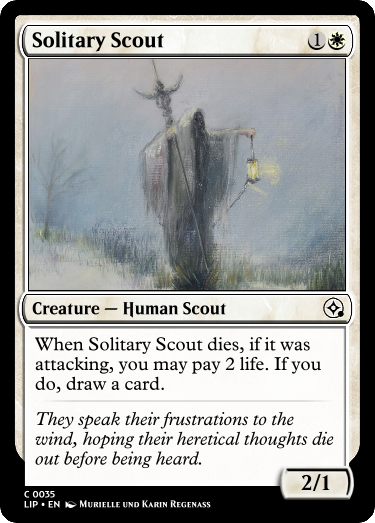 Solitary Scout 1
Creature — Human Scout
When Solitary Scout dies, if it was
attacking, you may pay 2 life. If you
do, draw a card.
They speak their frustrations to the
wind, hoping their heretical thoughts die
out before being heard.
2/1
C 0035
LIP • EN Murielle und Karin Regenass